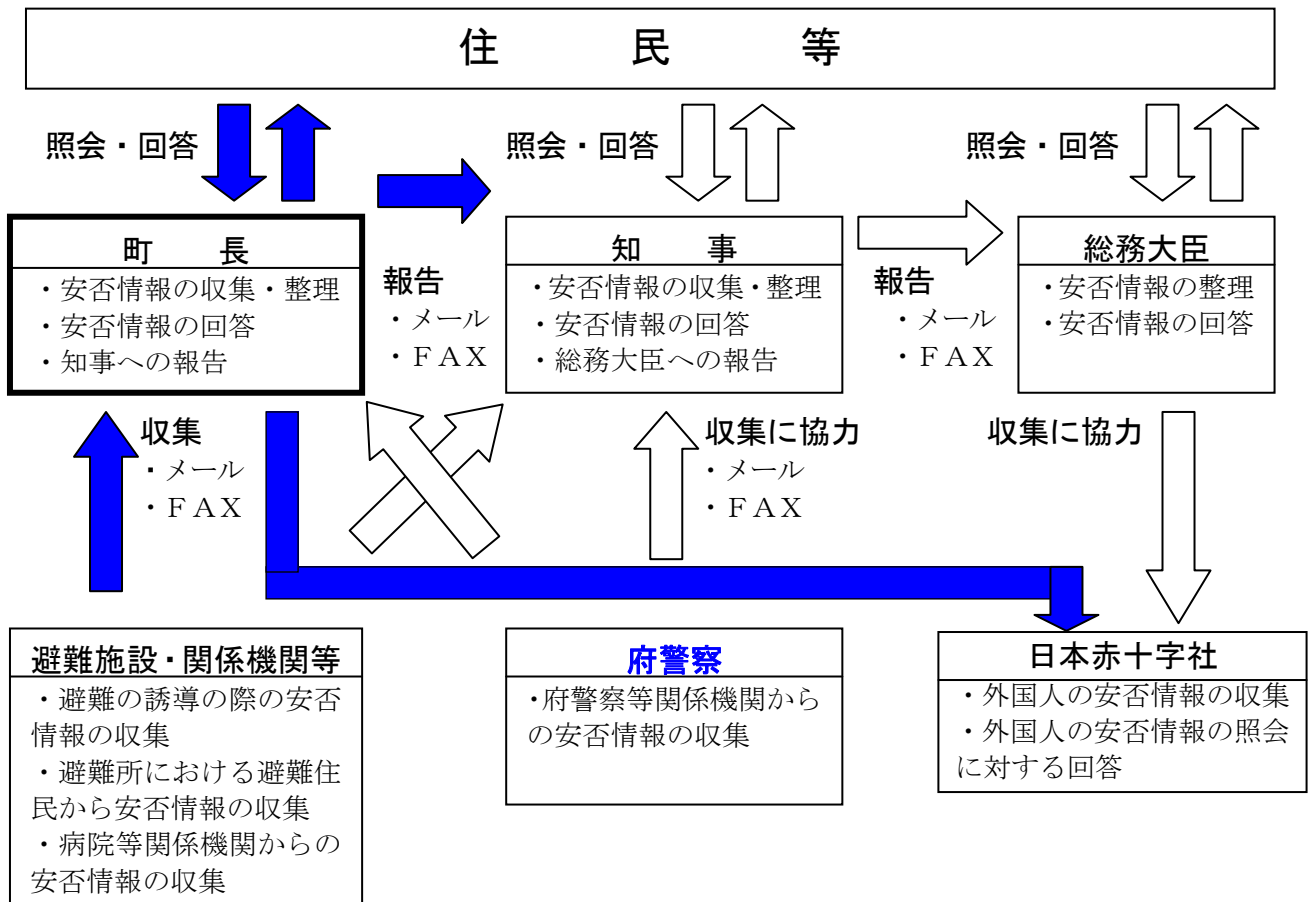 住　民　等
照会・回答
照会・回答
照会・回答
町　長
・安否情報の収集・整理
・安否情報の回答
・知事への報告
報告
・メール
・ＦＡＸ
知　事
・安否情報の収集・整理
・安否情報の回答
・総務大臣への報告
報告
・メール
・ＦＡＸ
総務大臣
・安否情報の整理
・安否情報の回答
収集
・メール
・ＦＡＸ
収集に協力
・メール
・ＦＡＸ
収集に協力
避難施設・関係機関等
・避難の誘導の際の安否
情報の収集
・避難所における避難住
民から安否情報の収集
・病院等関係機関からの
安否情報の収集
府警察
・府警察等関係機関から
の安否情報の収集
日本赤十字社
・外国人の安否情報の収集
・外国人の安否情報の照会
に対する回答